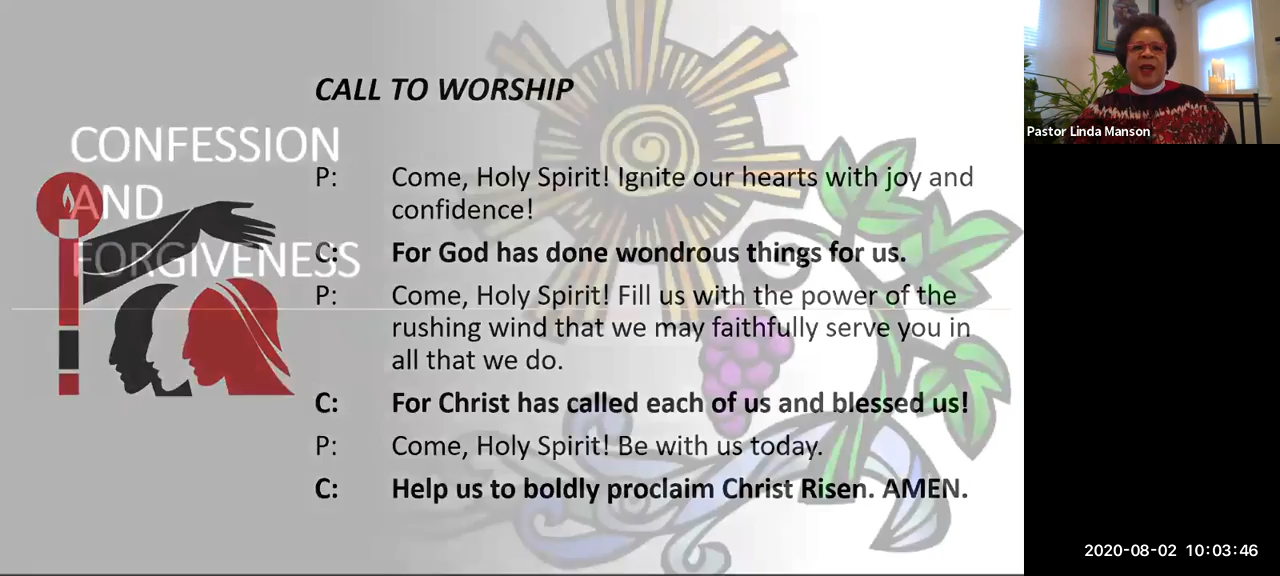 CALL TO WORSHIP
CONFESSION
AND
FORGIVENESS
P: Come, Holy Spirit! Ignite our hearts with joy and
confidence!
C: For God has done wondrous things for us.
P: Come, Holy Spirit! Fill us with the power of the
rushing wind that we may faithfully serve you in
all that we do.
C: For Christ has called each of us and blessed us!
P: Come, Holy Spirit! Be with us today.
C: Help us to boldly proclaim Christ Risen. AMEN.
Pastor Linda Manson
2020-08-02 10:03:46